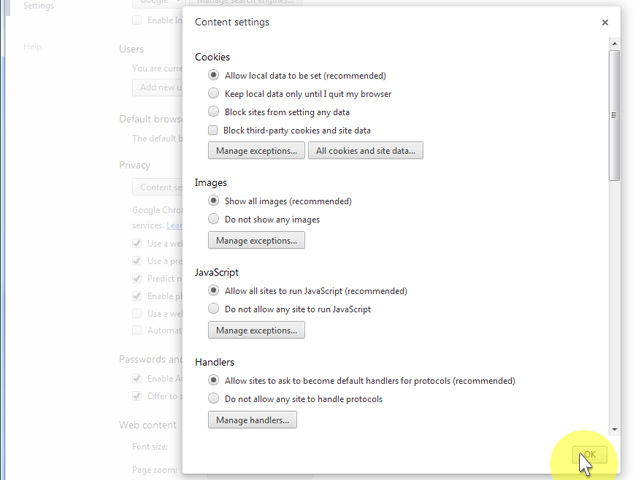 Settings
Google
Manage search engines...
Content settings
Enable In
Help
Cookies
Users
Allow local data to be set (recommended)
You are curre
Keep local data only until I quit my browser
Add new u
Block sites from setting any data
Default brows
Block third-party cookies and site data
The default b
Manage exceptions...
All cookies and site data...
Privacy
Images
Content se
Show all images (recommended)
Google Chro
Do not show any images
services. Lear
Use a web
Manage exceptions...
Use a pre
JavaScript
Predict n
Allow all sites to run JavaScript (recommended)
Enable ph
Do not allow any site to run JavaScript
Use a we
Automat
Manage exceptions...
Passwords and
Handlers
Enable Au
Allow sites to ask to become default handlers for protocols (recommended)
Offer to s
Do not allow any site to handle protocols
Web content
Manage handlers...
Font size:
OK
Page zoom: